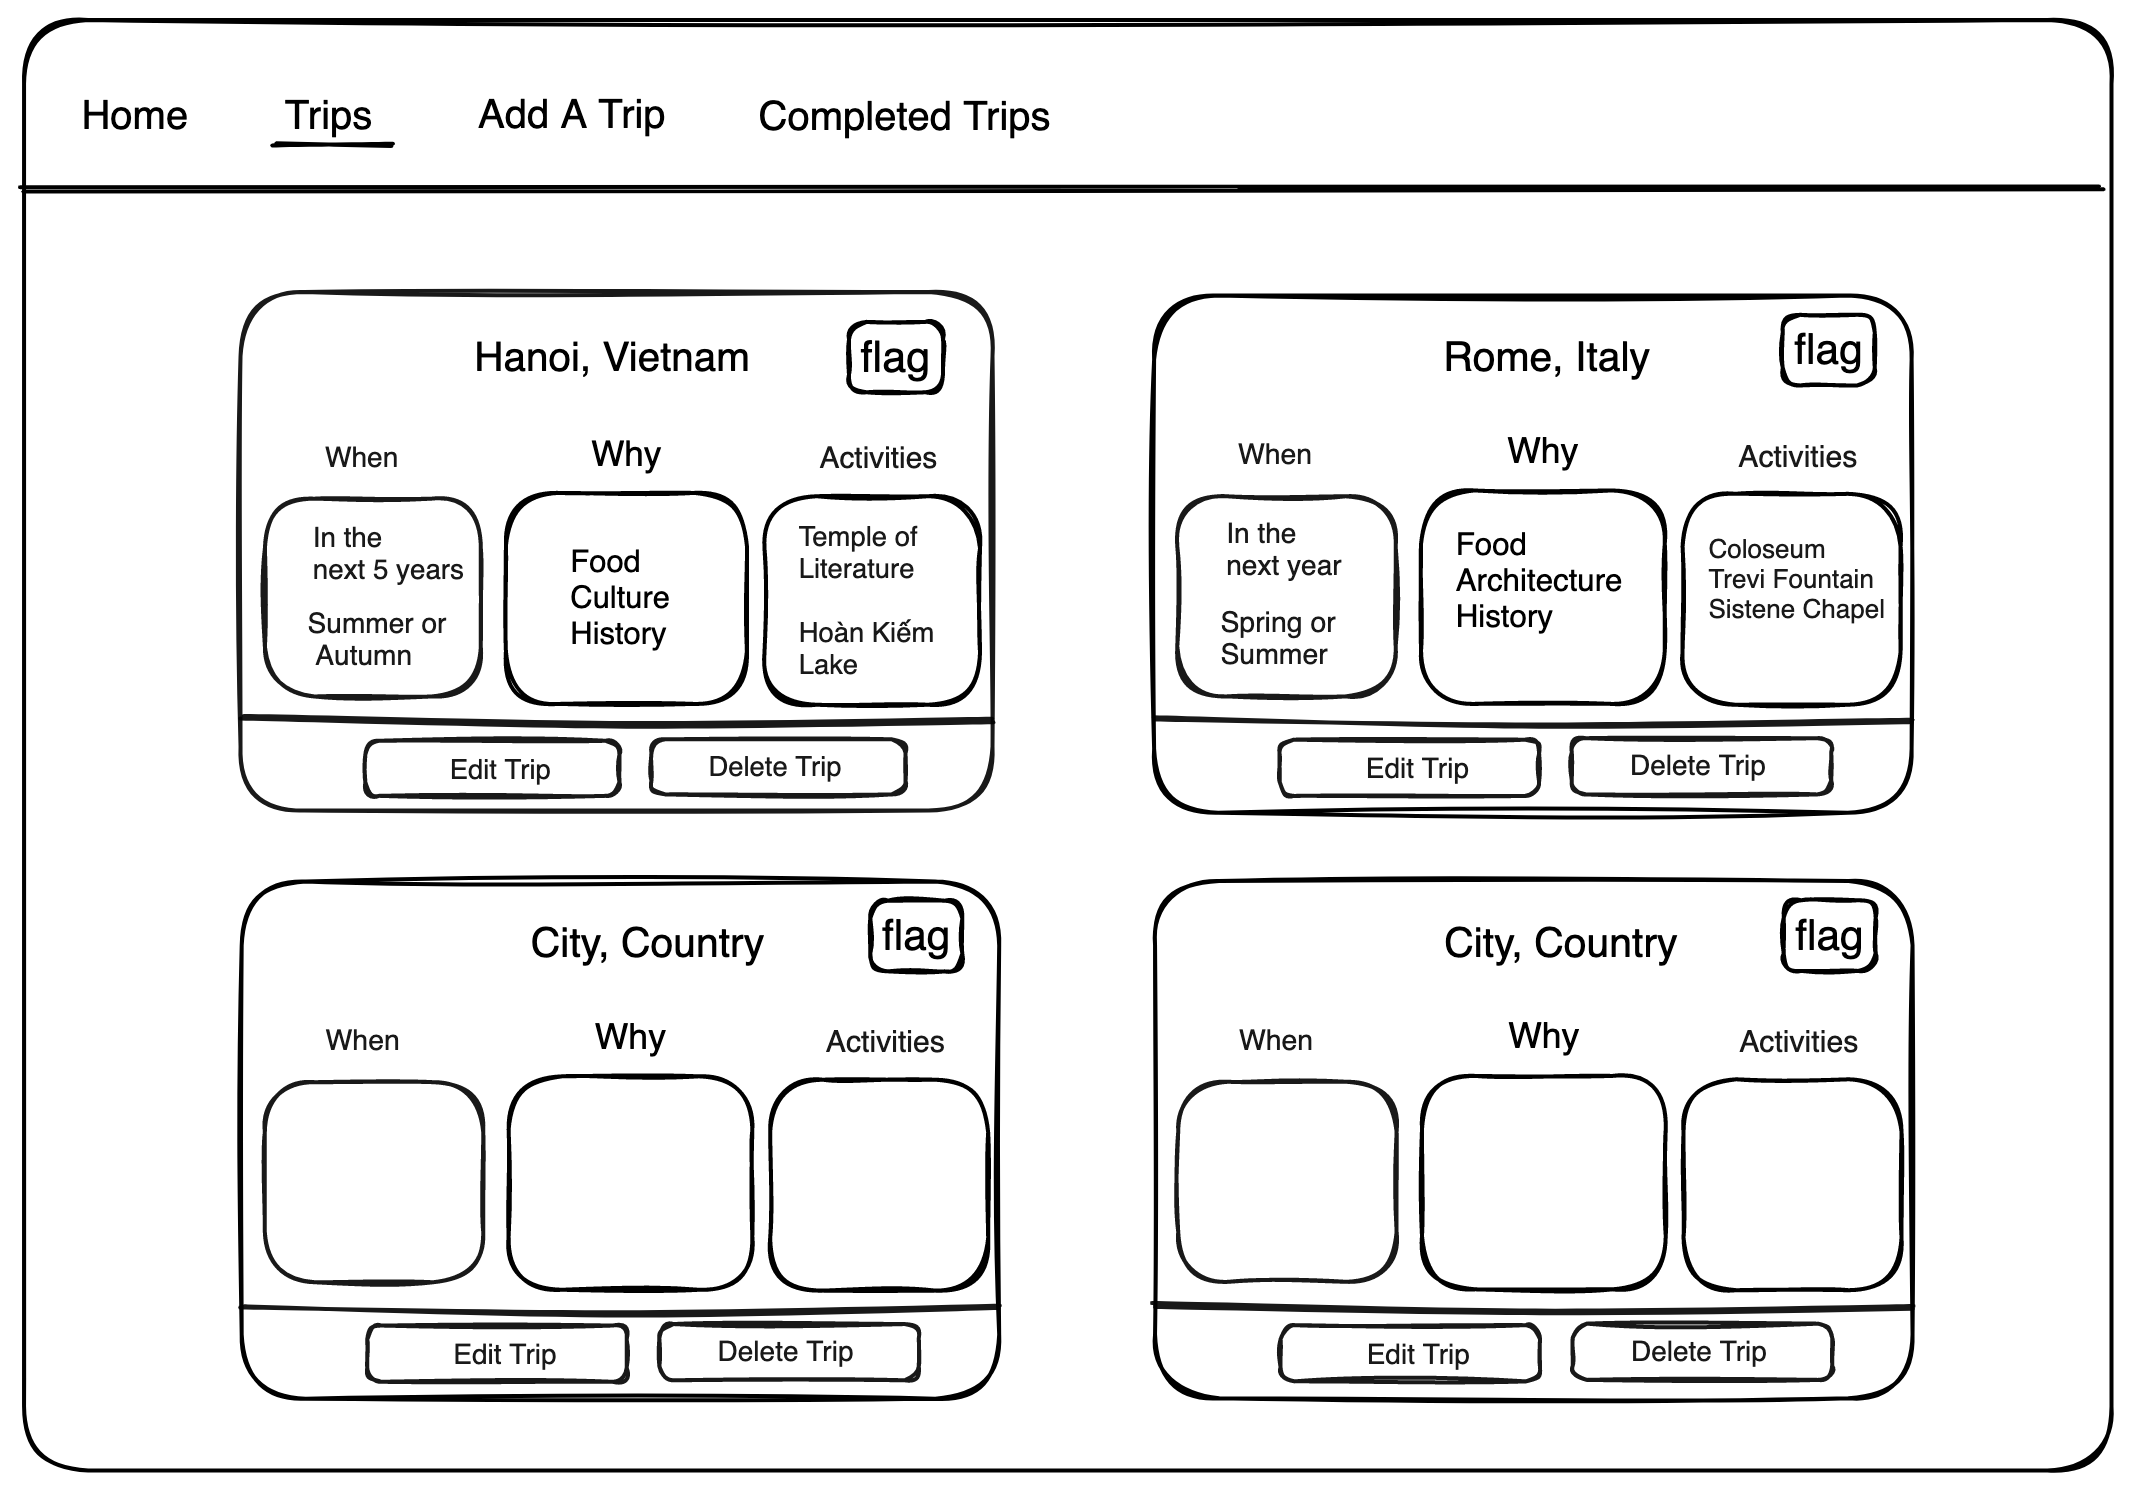 Home Trips Add A Trip Completed Trips
Hanoi, Vietnam
flag
When
Why
Activities
In the
next 5 years
Summer or
Autumn
Food
Culture
History
Temple of
Literature
Hoàn Kiếm
Lake
Edit Trip
Delete Trip
Rome, Italy
flag
When
Why
Activities
In the
next year
Spring or
Summer
Food
Architecture
History
Coloseum
Trevi Fountain
Sistene Chapel
Edit Trip
Delete Trip
City, Country
flag
When
Why
Activities
Edit Trip
Delete Trip
City, Country
flag
When
Why
Activities
Edit Trip
Delete Trip